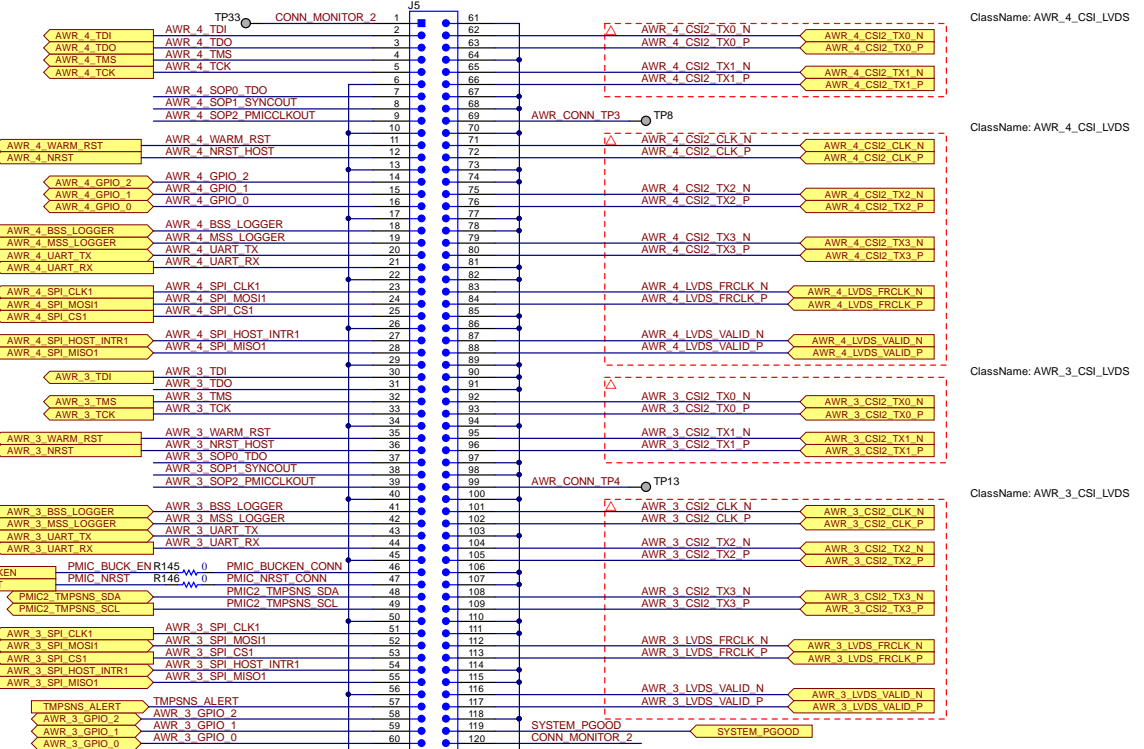 J5
TP33 CONN_MONITOR_2 1 61 ClassName: AWR_4_CSI_LVDS
AWR_4_TDI AWR_4_TDI 2 62 AWR_4_CSI2_TX0_N AWR_4_CSI2_TX0_N
AWR_4_TDO AWR_4_TDO 3 63 AWR_4_CSI2_TX0_P AWR_4_CSI2_TX0_P
AWR_4_TMS AWR_4_TMS 4 64
AWR_4_TCK AWR_4_TCK 5 65 AWR_4_CSI2_TX1_N AWR_4_CSI2_TX1_N
6 66 AWR_4_CSI2_TX1_P AWR_4_CSI2_TX1_P
AWR_4_SOP0_TDO 7 67
AWR_4_SOP1_SYNCOUT 8 68
AWR_4_SOP2_PMICCLKOUT 9 69 AWR_CONN_TP3 TP8
10 70 ClassName: AWR_4_CSI_LVDS
AWR_4_WARM_RST AWR_4_WARM_RST 11 71 AWR_4_CSI2_CLK_N AWR_4_CSI2_CLK_N
AWR_4_NRST AWR_4_NRST_HOST 12 72 AWR_4_CSI2_CLK_P AWR_4_CSI2_CLK_P
13 73
AWR_4_GPIO_2 AWR_4_GPIO_2 14 74
AWR_4_GPIO_1 AWR_4_GPIO_1 15 75 AWR_4_CSI2_TX2_N AWR_4_CSI2_TX2_N
AWR_4_GPIO_0 AWR_4_GPIO_0 16 76 AWR_4_CSI2_TX2_P AWR_4_CSI2_TX2_P
17 77
AWR_4_BSS_LOGGER AWR_4_BSS_LOGGER 18 78
AWR_4_MSS_LOGGER AWR_4_MSS_LOGGER 19 79 AWR_4_CSI2_TX3_N AWR_4_CSI2_TX3_N
AWR_4_UART_TX AWR_4_UART_TX 20 80 AWR_4_CSI2_TX3_P AWR_4_CSI2_TX3_P
AWR_4_UART_RX AWR_4_UART_RX 21 81
22 82
AWR_4_SPI_CLK1 AWR_4_SPI_CLK1 23 83 AWR_4_LVDS_FRCLK_N AWR_4_LVDS_FRCLK_N
AWR_4_SPI_MOSI1 AWR_4_SPI_MOSI1 24 84 AWR_4_LVDS_FRCLK_P AWR_4_LVDS_FRCLK_P
AWR_4_SPI_CS1 AWR_4_SPI_CS1 25 85
26 86
AWR_4_SPI_HOST_INTR1 AWR_4_SPI_HOST_INTR1 27 87 AWR_4_LVDS_VALID_N AWR_4_LVDS_VALID_N
AWR_4_SPI_MISO1 AWR_4_SPI_MISO1 28 88 AWR_4_LVDS_VALID_P AWR_4_LVDS_VALID_P
29 89
AWR_3_TDI AWR_3_TDI 30 90 ClassName: AWR_3_CSI_LVDS
AWR_3_TDO 31 91
AWR_3_TMS AWR_3_TMS 32 92 AWR_3_CSI2_TX0_N AWR_3_CSI2_TX0_N
AWR_3_TCK AWR_3_TCK 33 93 AWR_3_CSI2_TX0_P AWR_3_CSI2_TX0_P
34 94
AWR_3_WARM_RST AWR_3_WARM_RST 35 95 AWR_3_CSI2_TX1_N AWR_3_CSI2_TX1_N
AWR_3_NRST AWR_3_NRST_HOST 36 96 AWR_3_CSI2_TX1_P AWR_3_CSI2_TX1_P
AWR_3_SOP0_TDO 37 97
AWR_3_SOP1_SYNCOUT 38 98
AWR_3_SOP2_PMICCLKOUT 39 99 AWR_CONN_TP4 TP13
40 100 ClassName: AWR_3_CSI_LVDS
AWR_3_BSS_LOGGER AWR_3_BSS_LOGGER 41 101 AWR_3_CSI2_CLK_N AWR_3_CSI2_CLK_N
AWR_3_MSS_LOGGER AWR_3_MSS_LOGGER 42 102 AWR_3_CSI2_CLK_P AWR_3_CSI2_CLK_P
AWR_3_UART_TX AWR_3_UART_TX 43 103
AWR_3_UART_RX AWR_3_UART_RX 44 104 AWR_3_CSI2_TX2_N AWR_3_CSI2_TX2_N
45 105 AWR_3_CSI2_TX2_P AWR_3_CSI2_TX2_P
KEN PMIC_BUCK_EN R145 0 PMIC_BUCKEN_CONN 46 106
T PMIC_NRST R146 0 PMIC_NRST_CONN 47 107
PMIC2_TMPSNS_SDA PMIC2_TMPSNS_SDA 48 108 AWR_3_CSI2_TX3_N AWR_3_CSI2_TX3_N
PMIC2_TMPSNS_SCL PMIC2_TMPSNS_SCL 49 109 AWR_3_CSI2_TX3_P AWR_3_CSI2_TX3_P
50 110
AWR_3_SPI_CLK1 AWR_3_SPI_CLK1 51 111
AWR_3_SPI_MOSI1 AWR_3_SPI_MOSI1 52 112 AWR_3_LVDS_FRCLK_N AWR_3_LVDS_FRCLK_N
AWR_3_SPI_CS1 AWR_3_SPI_CS1 53 113 AWR_3_LVDS_FRCLK_P AWR_3_LVDS_FRCLK_P
AWR_3_SPI_HOST_INTR1 AWR_3_SPI_HOST_INTR1 54 114
AWR_3_SPI_MISO1 AWR_3_SPI_MISO1 55 115
56 116 AWR_3_LVDS_VALID_N AWR_3_LVDS_VALID_N
TMPSNS_ALERT TMPSNS_ALERT 57 117 AWR_3_LVDS_VALID_P AWR_3_LVDS_VALID_P
AWR_3_GPIO_2 AWR_3_GPIO_2 58 118
AWR_3_GPIO_1 AWR_3_GPIO_1 59 119 SYSTEM_PGOOD SYSTEM_PGOOD
AWR_3_GPIO_0 AWR_3_GPIO_0 60 120 CONN_MONITOR_2